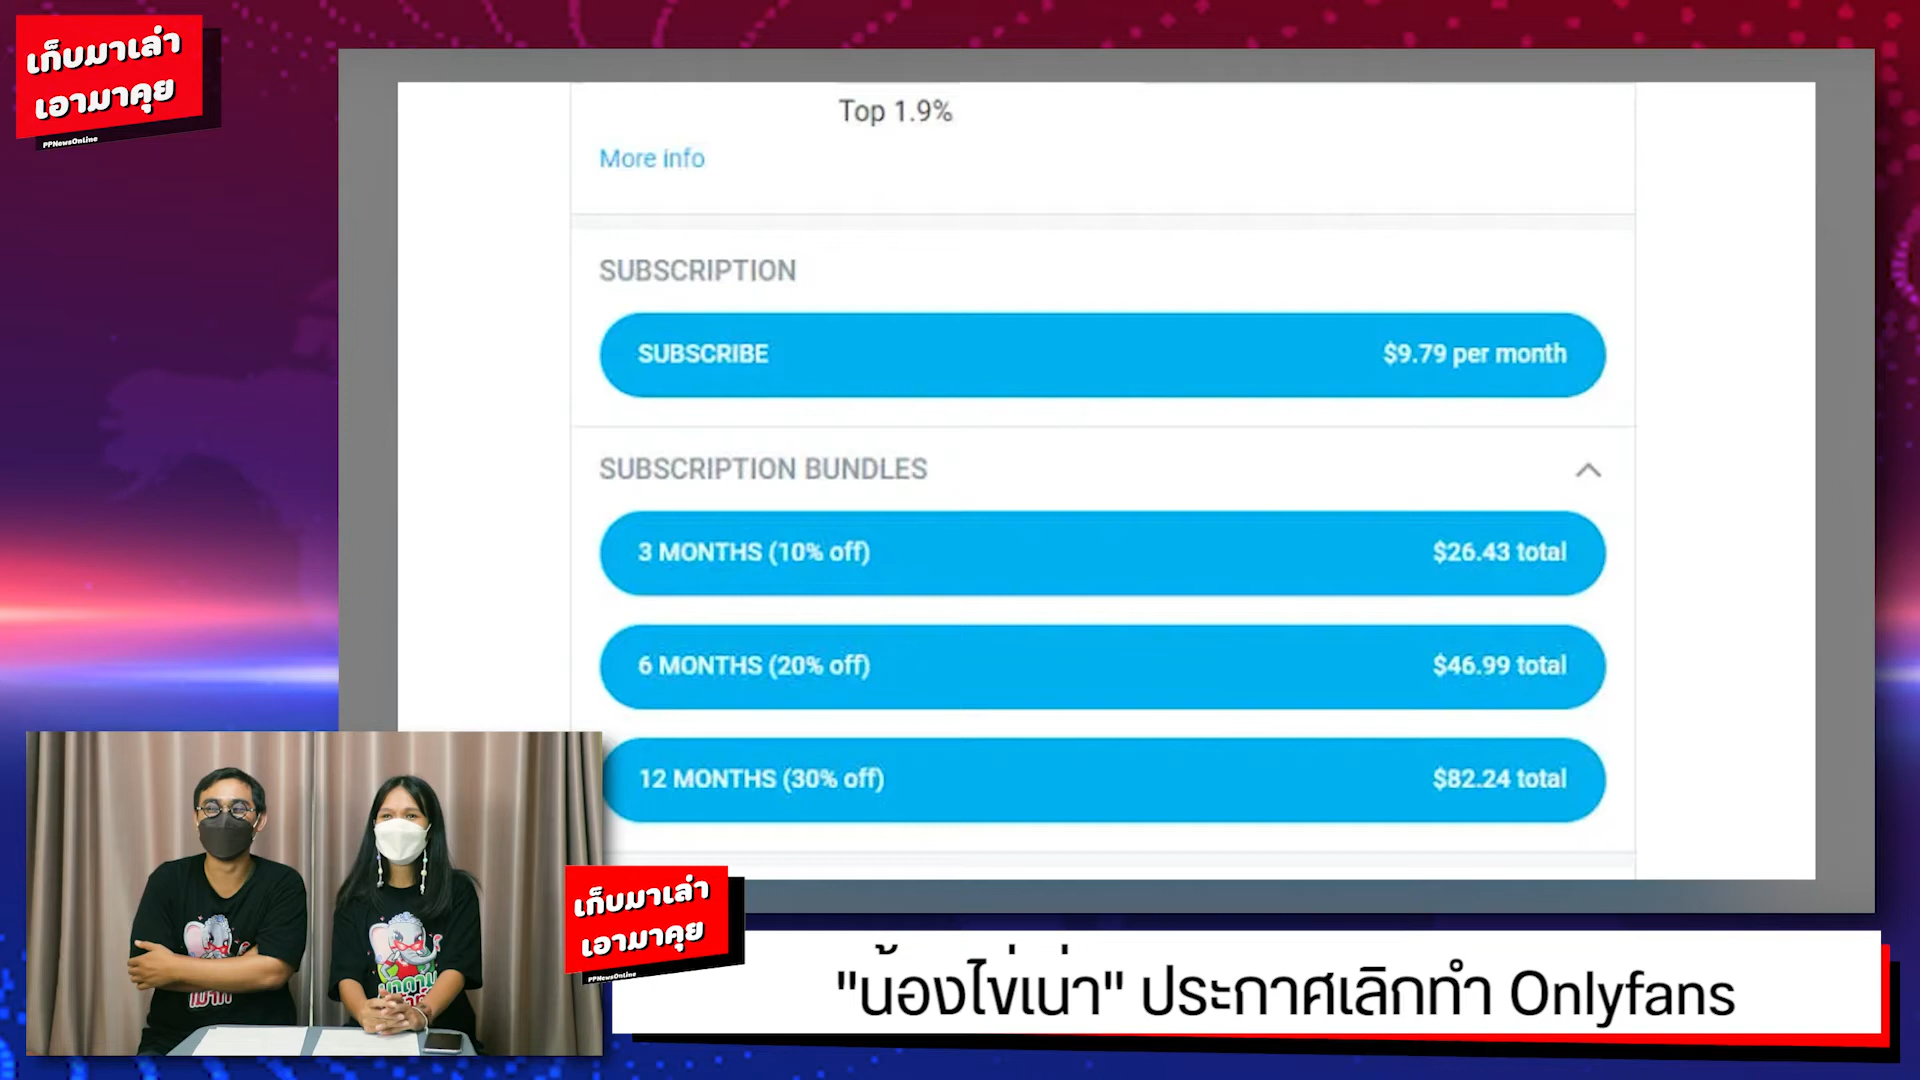 เก็บมาเล่า
เอามาคุย
PPNewsOnline
Top 1.9%
More info
SUBSCRIPTION
SUBSCRIBE $9.79 per month
SUBSCRIPTION BUNDLES
3 MONTHS (10% off) $26.43 total
6 MONTHS (20% off) $46.99 total
12 MONTHS (30% off) $82.24 total
เก็บมาเล่า
เอามาคุย
PPNewsOnline
"น้องไข่เน่า" ประกาศเลิกทำ Onlyfans